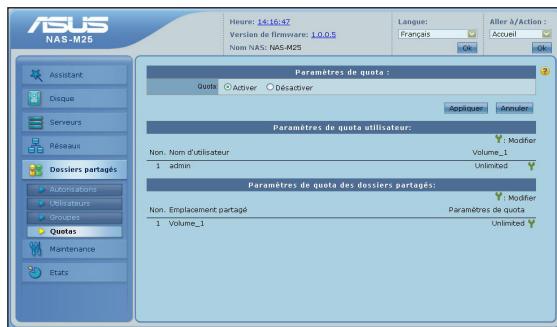 ASUS
NAS-M25
Heure: 14:16:47
Version de firmware: 1.0.0.5
Nom NAS: NAS-M25
Langue:
Français
Ok
Aller à/Action :
Accueil
Ok
Assistant
Disque
Serveurs
Réseaux
Dossiers partagés
Autorisations
Utilisateurs
Groupes
Quotas
Maintenance
Etats
Paramètres de quota :
Quota Activer Désactiver
Appliquer Annuler
Paramètres de quota utilisateur:
: Modifier
Non. Nom d'utilisateur Volume_1
1 admin Unlimited
Paramètres de quota des dossiers partagés:
: Modifier
Non. Emplacement partagé Paramètres de quota
1 Volume_1 Unlimited